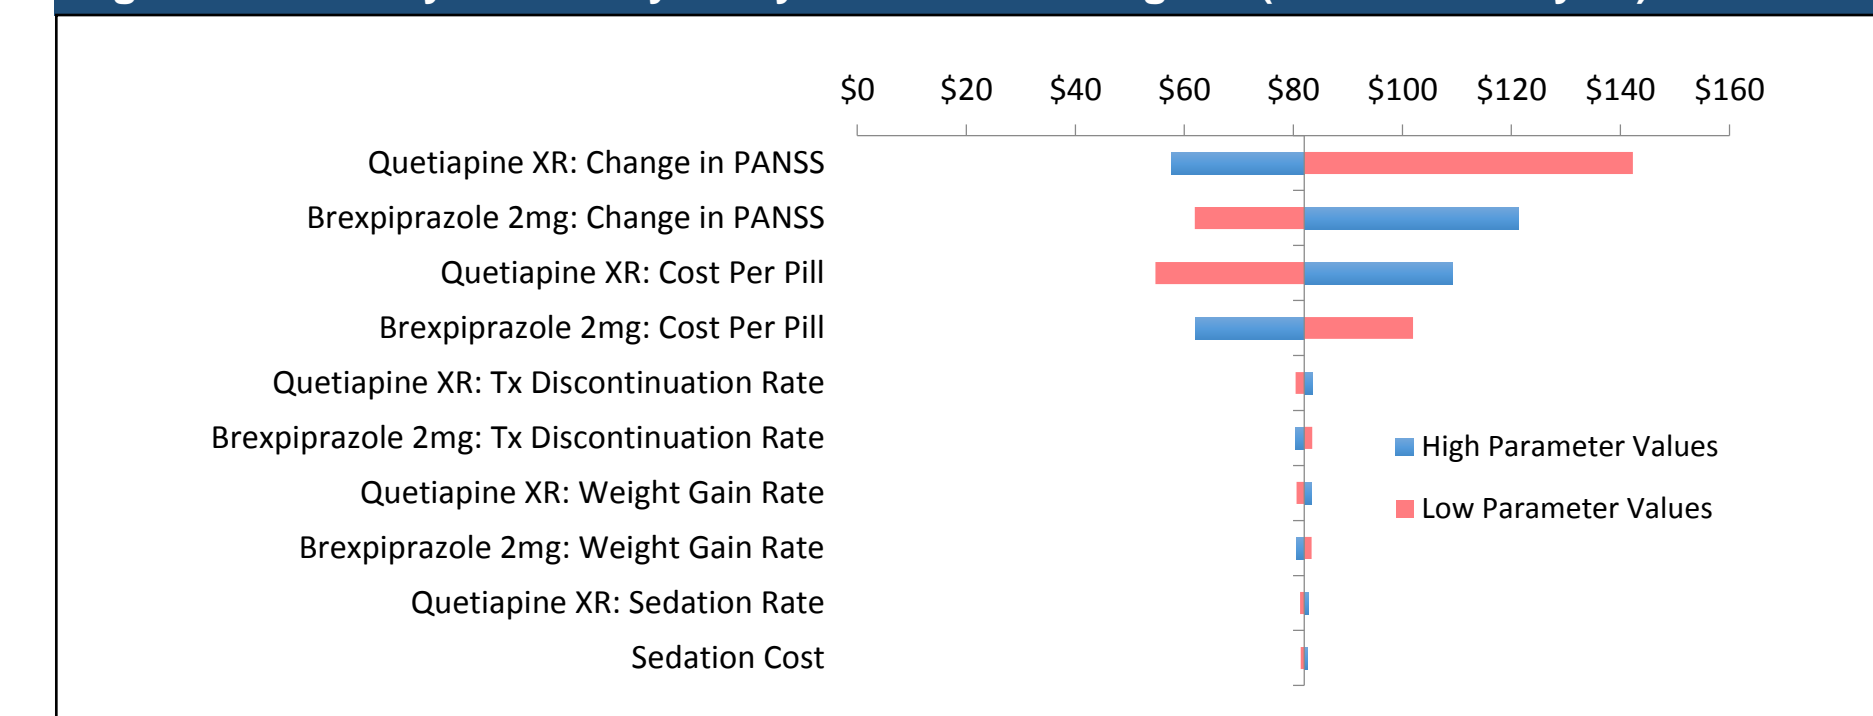 $0 $20 $40 $60 $80 $100 $120 $140 $160
Quetiapine XR: Change in PANSS
Brexpiprazole 2mg: Change in PANSS
Quetiapine XR: Cost Per Pill
Brexpiprazole 2mg: Cost Per Pill
Quetiapine XR: Tx Discontinuation Rate
Brexpiprazole 2mg: Tx Discontinuation Rate
High Parameter Values
Quetiapine XR: Weight Gain Rate
Low Parameter Values
Brexpiprazole 2mg: Weight Gain Rate
Quetiapine XR: Sedation Rate
Sedation Cost